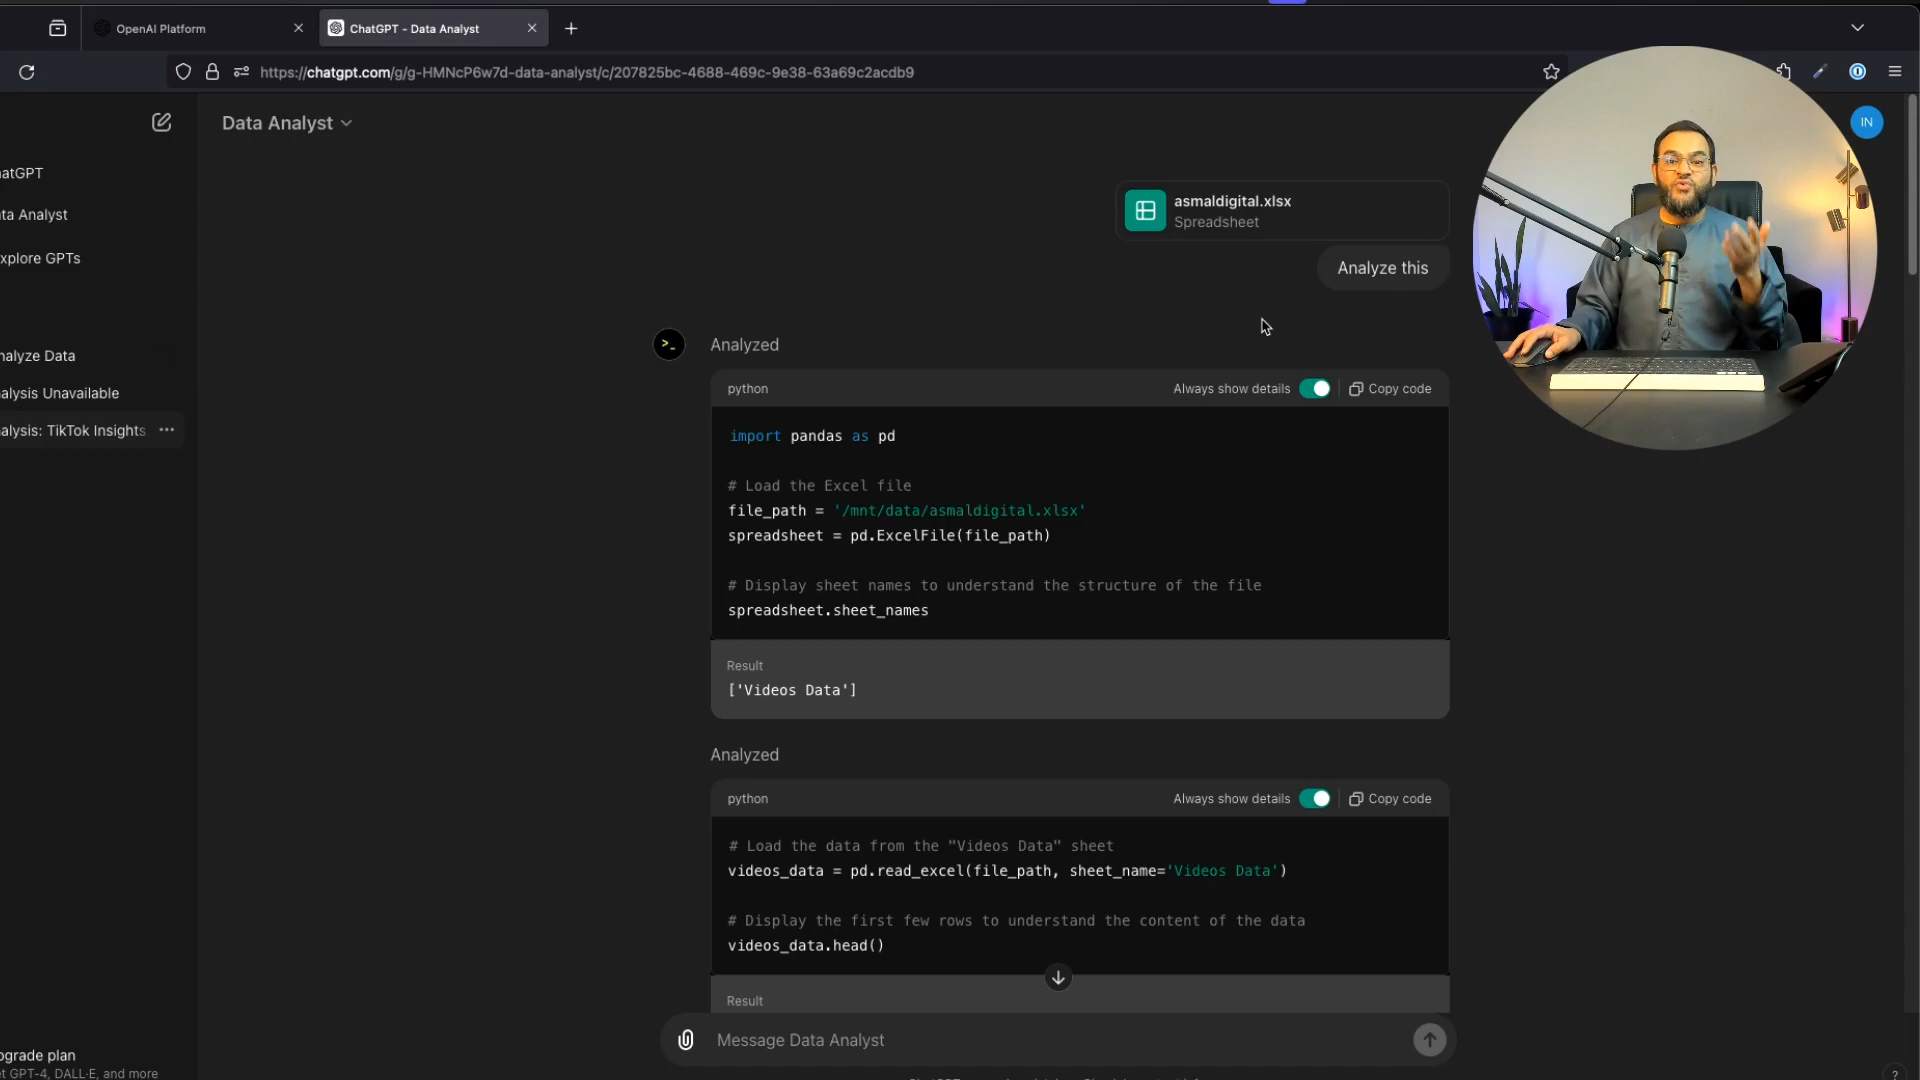 OpenAI Platform
ChatGPT - Data Analyst
https://chatgpt.com/g/g-HMNcP6w7d-data-analyst/c/207825bc-4688-469c-9e38-63a69c2acdb9
Data Analyst
IN
atGPT
ta Analyst
xplore GPTs
nalyze Data
alysis Unavailable
alysis: TikTok Insights
asmaldigital.xlsx
Spreadsheet
Analyze this
>_
Analyzed
python
Always show details
Copy code
import pandas as pd
# Load the Excel file
file_path = '/mnt/data/asmaldigital.xlsx'
spreadsheet = pd.ExcelFile(file_path)
# Display sheet names to understand the structure of the file
spreadsheet.sheet_names
Result
['Videos Data']
Analyzed
python
Always show details
Copy code
# Load the data from the "Videos Data" sheet
videos_data = pd.read_excel(file_path, sheet_name='Videos Data')
# Display the first few rows to understand the content of the data
videos_data.head()
Result
Message Data Analyst
pgrade plan
et GPT-4, DALL·E, and more
?